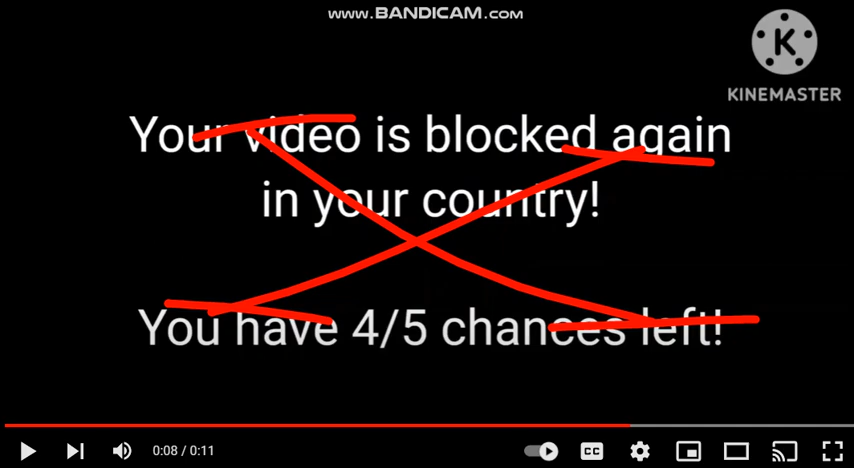 www.BANDICAM.com
K
KINEMASTER
Your video is blocked again
in your country!
You have 4/5 chances left!
0:08 / 0:11
CC